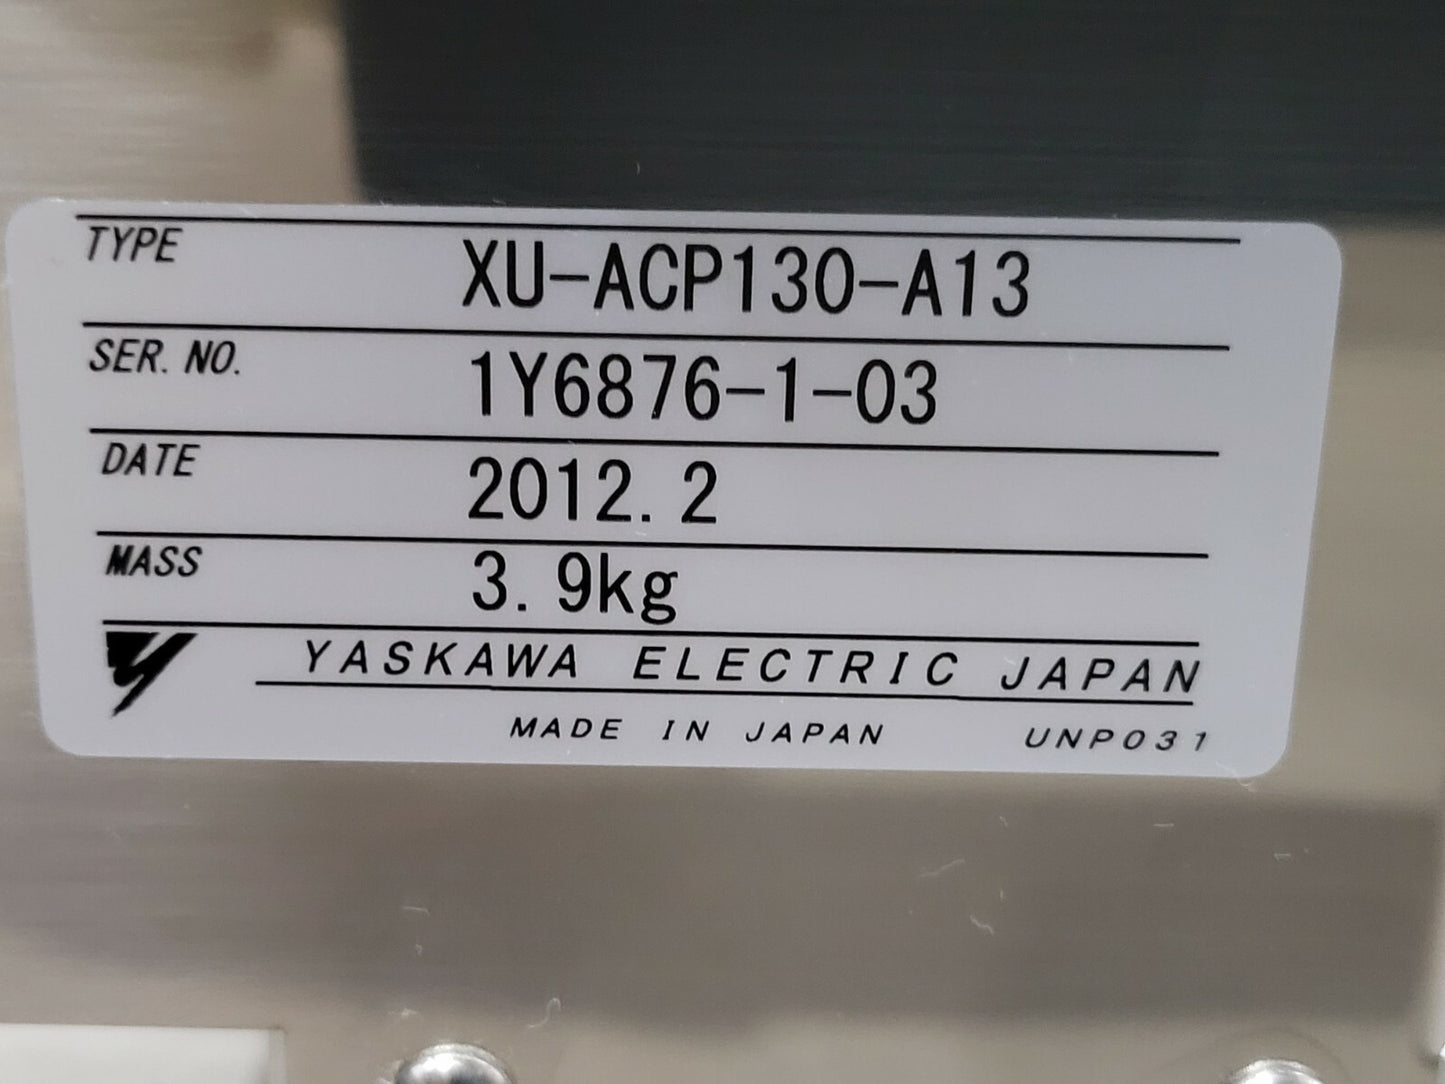 TYPE XU-ACP130-A13
SER. NO. 1Y6876-1-03
DATE 2012. 2
MASS 3. 9kg
YASKAWA ELECTRIC JAPAN
MADE IN JAPAN UNP031